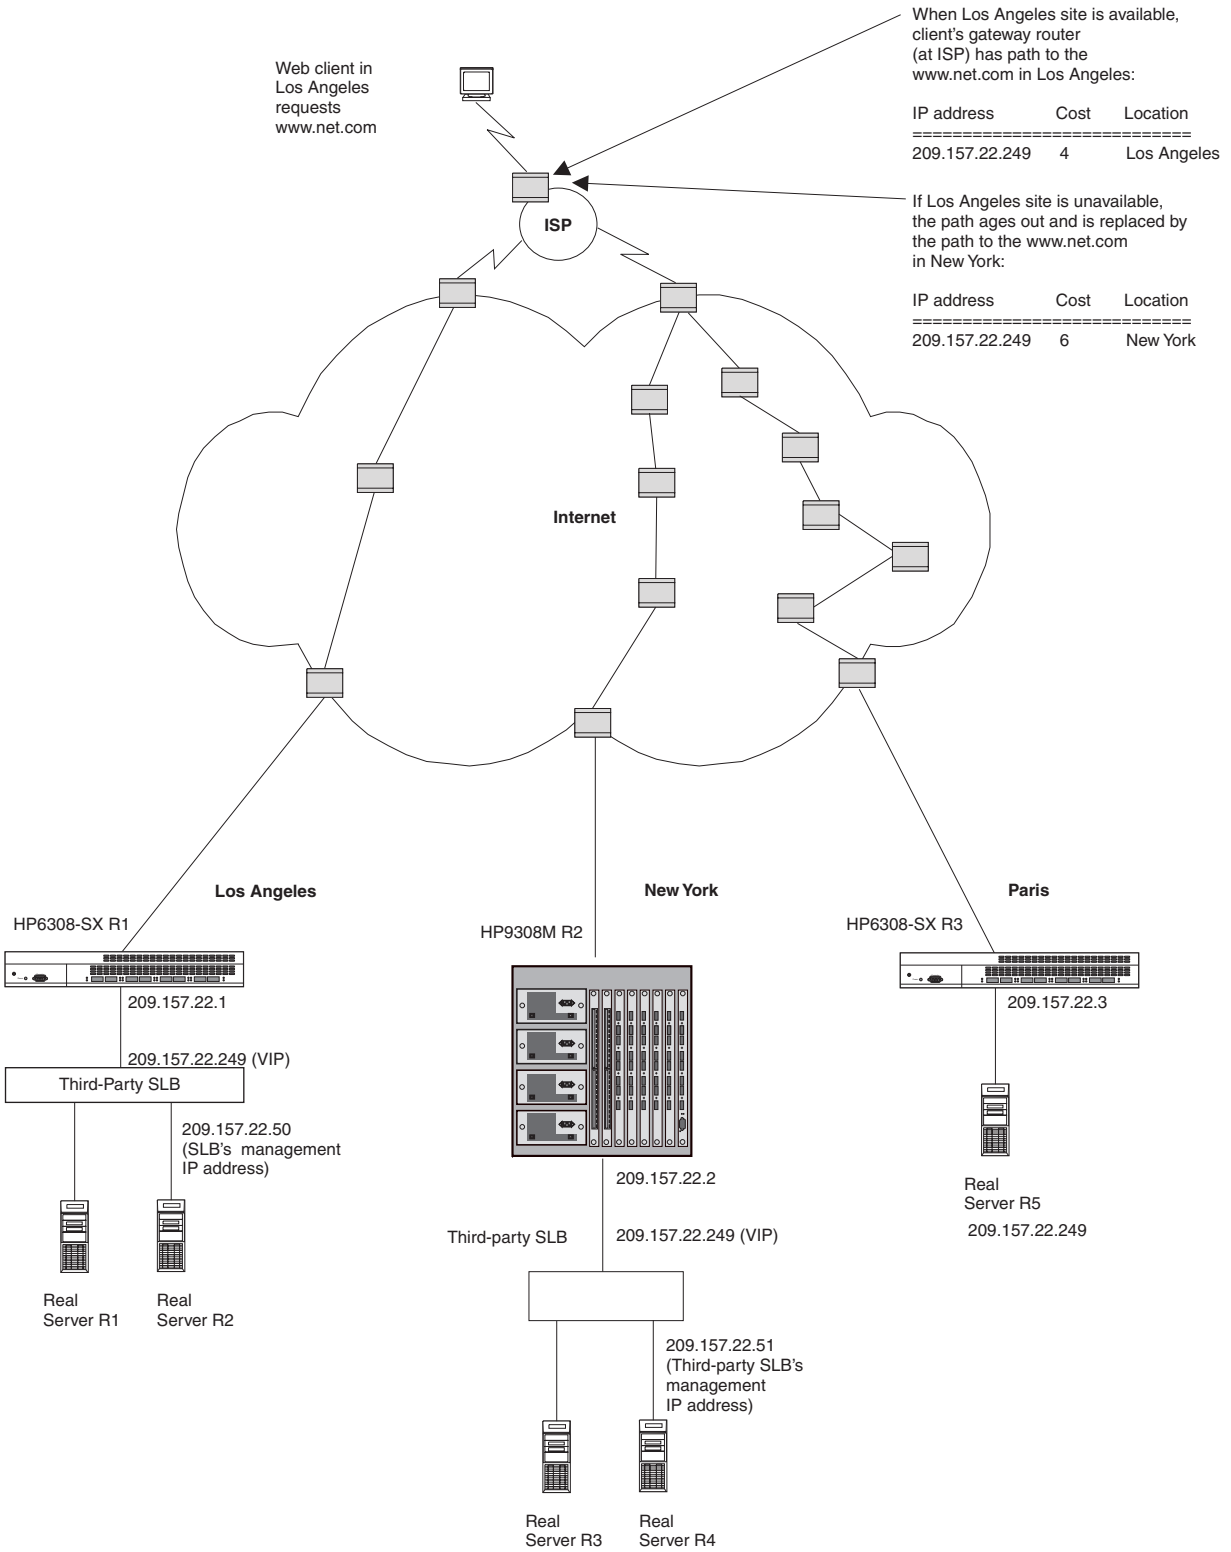 When Los Angeles site is available,
client's gateway router
(at ISP) has path to the
www.net.com in Los Angeles:
IP address Cost Location
============================
209.157.22.249 4 Los Angeles
Web client in
Los Angeles
requests
www.net.com
If Los Angeles site is unavailable,
the path ages out and is replaced by
the path to the www.net.com
in New York:
IP address Cost Location
============================
209.157.22.249 6 New York
ISP
Internet
Los Angeles
New York
Paris
HP6308-SX R1
HP9308M R2
HP6308-SX R3
209.157.22.1
209.157.22.3
209.157.22.249 (VIP)
Third-Party SLB
209.157.22.50
(SLB's management
IP address)
209.157.22.2
Real
Server R5
209.157.22.249
Third-party SLB
209.157.22.249 (VIP)
Real
Server R1
Real
Server R2
209.157.22.51
(Third-party SLB's
management
IP address)
Real
Server R3
Real
Server R4